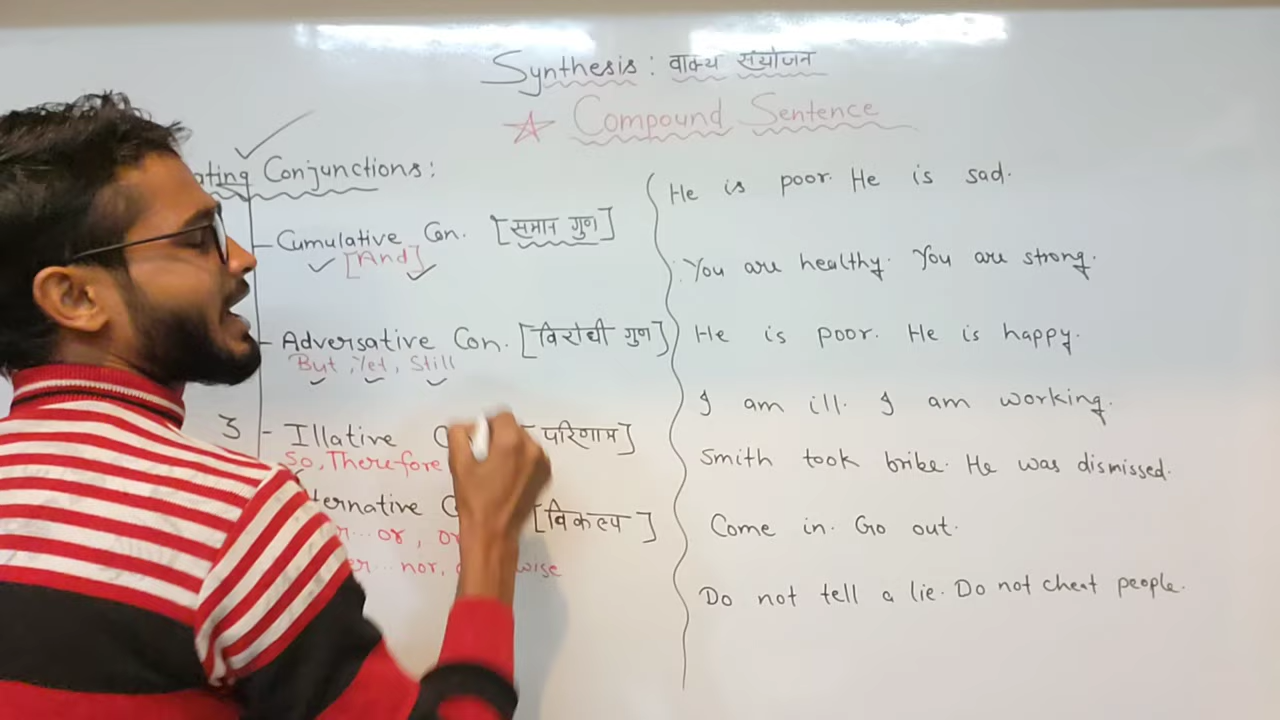 Synthesis : वाक्य संयोजन
Compound Sentence
Conjunctions:
Cumulative Con. [समान गुण]
[And]
Adversative Con. [विरोधी गुण]
But, Yet, Still
3 - Illative [परिणाम]
So, Therefore
[विकल्प]
or,
nor,
He is poor. He is sad.
You are healthy. You are strong.
He is poor. He is happy.
I am ill. I am working.
Smith took bribe. He was dismissed.
Come in. Go out.
Do not tell a lie. Do not cheat people.